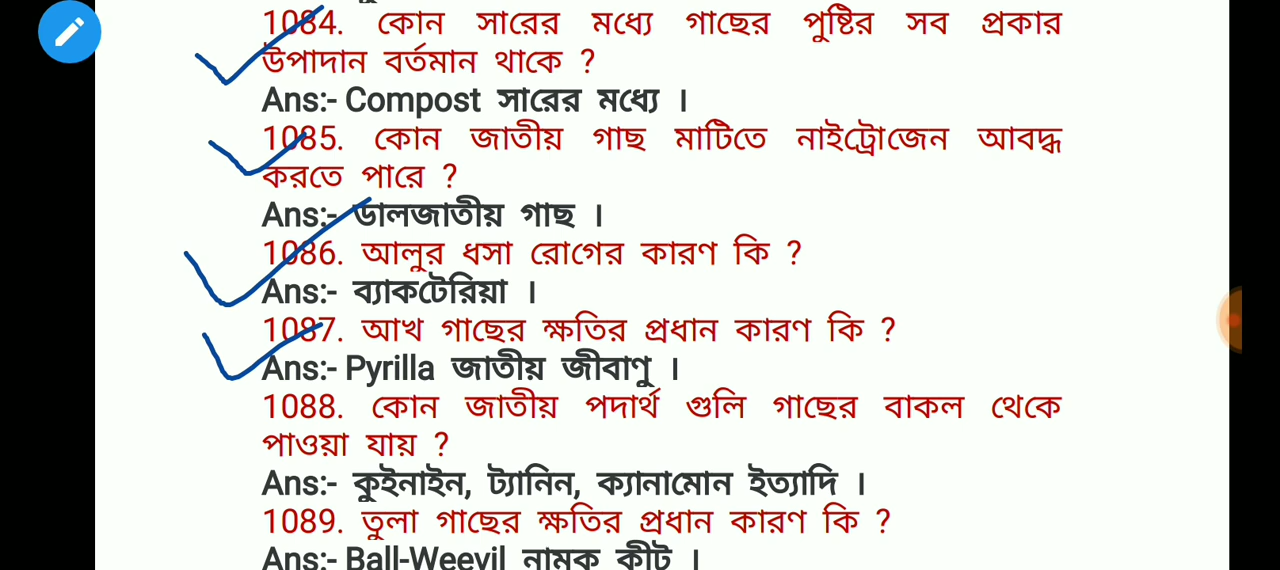 1084. কোন সারের মধ্যে গাছের পুষ্টির সব প্রকার
উপাদান বর্তমান থাকে ?
Ans:- Compost সারের মধ্যে ।
1085. কোন জাতীয় গাছ মাটিতে নাইট্রোজেন আবদ্ধ
করতে পারে ?
Ans:- ডালজাতীয় গাছ ।
1086. আলুর ধসা রোগের কারণ কি ?
Ans:- ব্যাকটেরিয়া ।
1087. আখ গাছের ক্ষতির প্রধান কারণ কি ?
Ans:- Pyrilla জাতীয় জীবাণু ।
1088. কোন জাতীয় পদার্থ গুলি গাছের বাকল থেকে
পাওয়া যায় ?
Ans:- কুইনাইন, ট্যানিন, ক্যানামোন ইত্যাদি ।
1089. তুলা গাছের ক্ষতির প্রধান কারণ কি ?
Ans:- Ball-Weevil নামক কীট ।